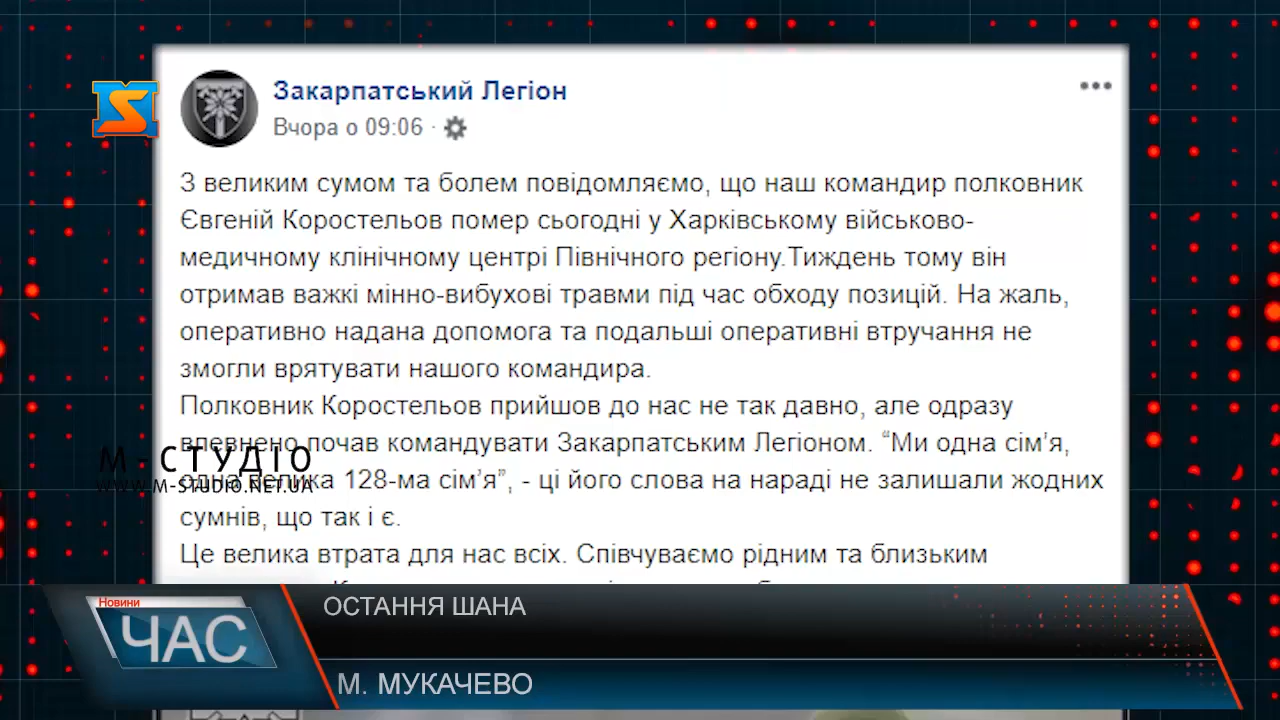 Закарпатський Легіон
Вчора о 09:06 ·
З великим сумом та болем повідомляємо, що наш командир полковник
Євгеній Коростельов помер сьогодні у Харківському військово-
медичному клінічному центрі Північного регіону.Тиждень тому він
отримав важкі мінно-вибухові травми під час обходу позицій. На жаль,
оперативно надана допомога та подальші оперативні втручання не
змогли врятувати нашого командира.
Полковник Коростельов прийшов до нас не так давно, але одразу
впевнено почав командувати Закарпатським Легіоном. “Ми одна сім’я,
одна велика 128-ма сім’я”, - ці його слова на нараді не залишали жодних
сумнів, що так і є.
Це велика втрата для нас всіх. Співчуваємо рідним та близьким
М-СТУДІО
WWW.M-STUDIO.NET.UA
Новини
ЧАС
ОСТАННЯ ШАНА
М. МУКАЧЕВО